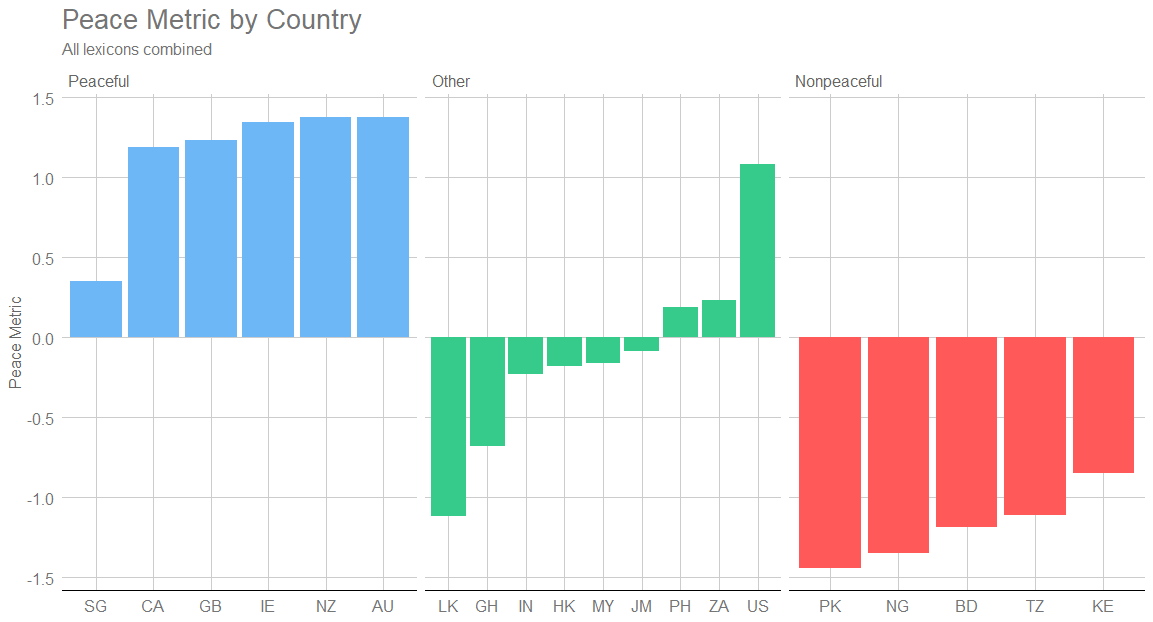 Peace Metric by Country
All lexicons combined
Peaceful Other Nonpeaceful
1.5
1.0
0.5
0.0
-0.5
-1.0
-1.5
Peace Metric
SG CA GB IE NZ AU LK GH IN HK MY JM PH ZA US PK NG BD TZ KE